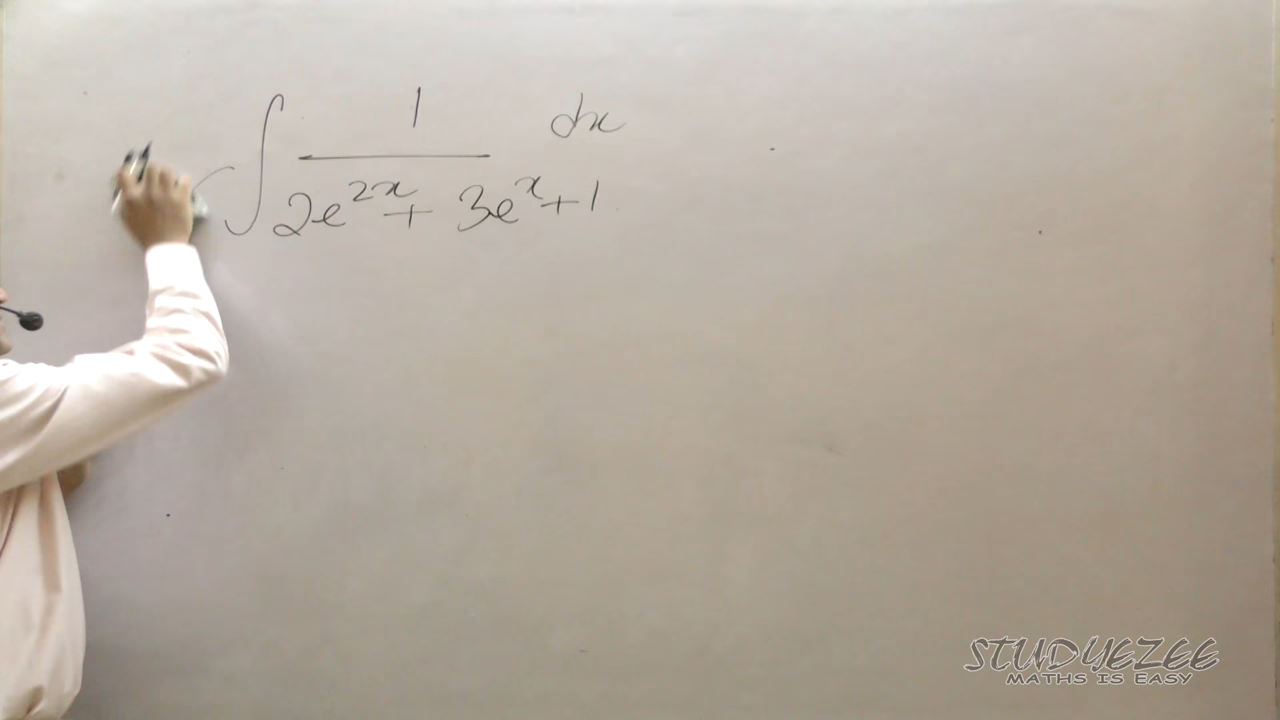 ∫ 1 / (2e^{2x} + 3e^x + 1) dx
STUDYEZEE
MATHS IS EASY